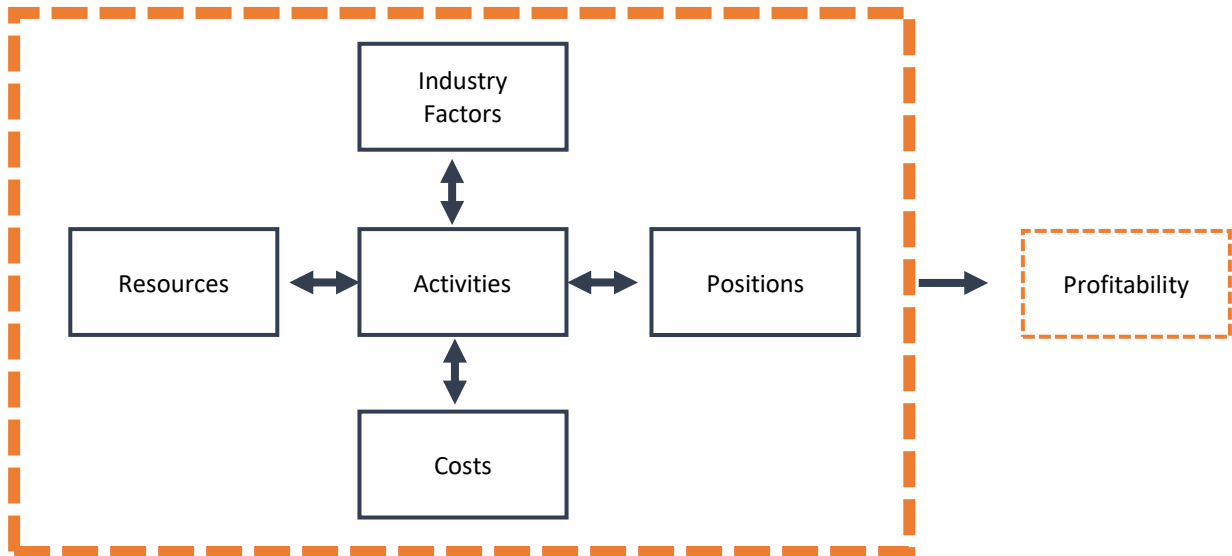 Industry
Factors
Resources
Activities
Positions
Profitability
Costs